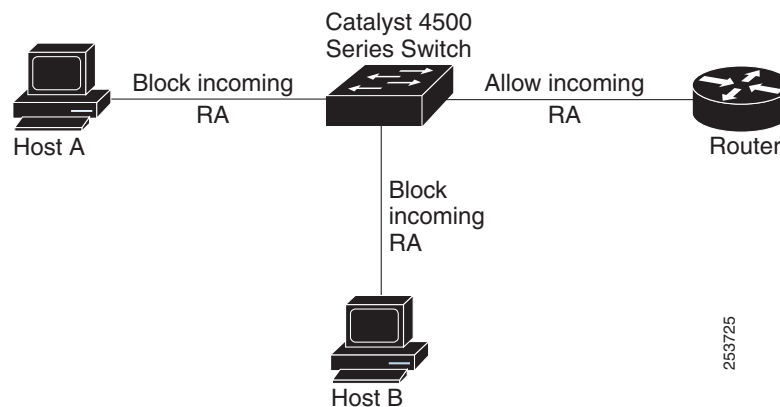 Catalyst 4500
Series Switch
Block incoming
RA
Allow incoming
RA
Host A
Router
Block
incoming
RA
Host B
253725